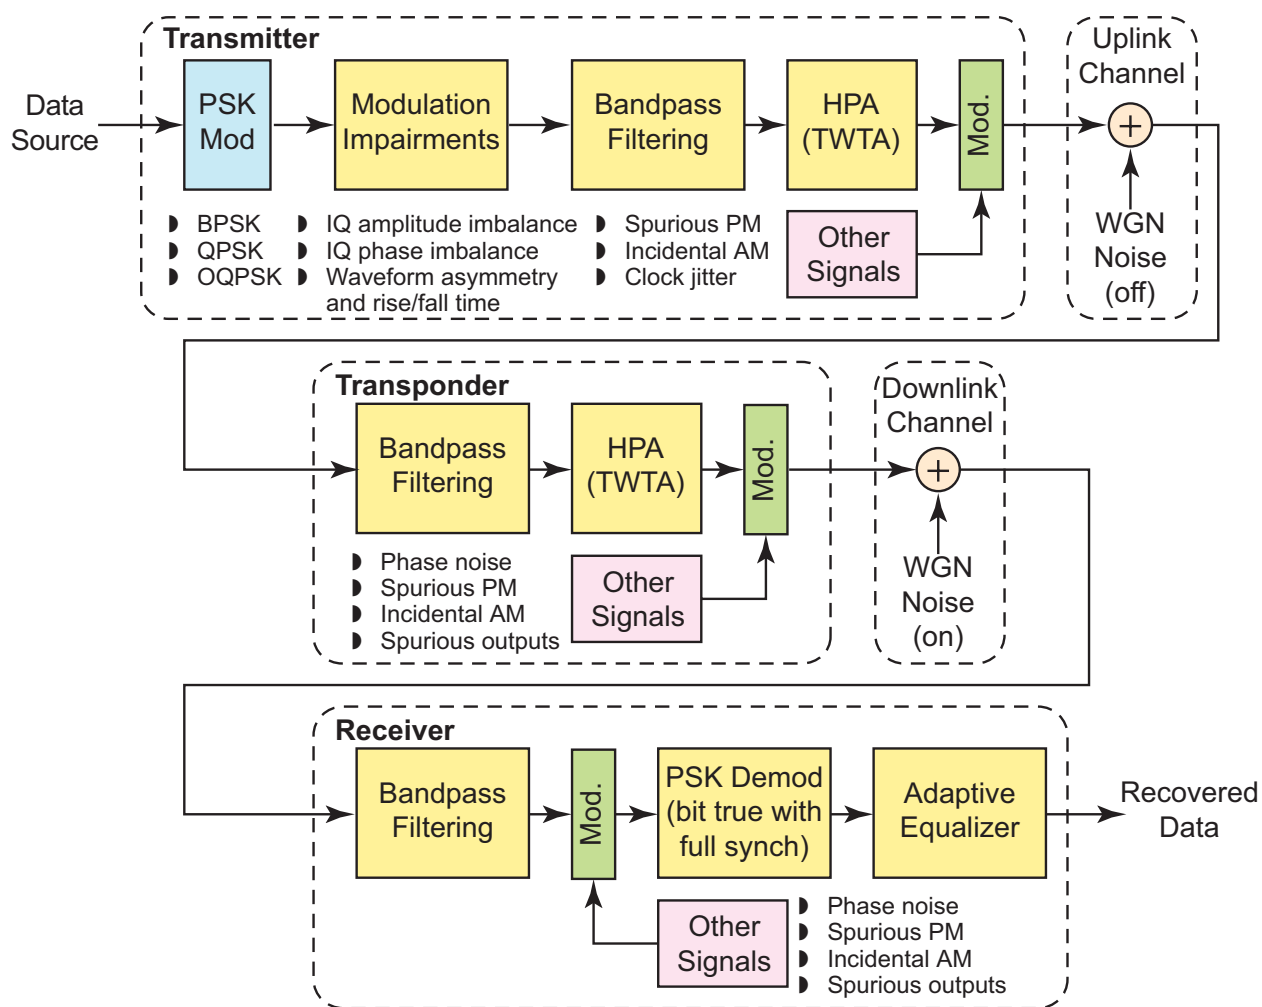 Transmitter
Uplink
Channel
Data
Source
PSK
Mod
Modulation
Impairments
Bandpass
Filtering
HPA
(TWTA)
Mod.
+
BPSK
QPSK
OQPSK
IQ amplitude imbalance
IQ phase imbalance
Waveform asymmetry
and rise/fall time
Spurious PM
Incidental AM
Clock jitter
Other
Signals
WGN
Noise
(off)
Transponder
Downlink
Channel
Bandpass
Filtering
HPA
(TWTA)
Mod.
+
Phase noise
Spurious PM
Incidental AM
Spurious outputs
Other
Signals
WGN
Noise
(on)
Receiver
Bandpass
Filtering
Mod.
PSK Demod
(bit true with
full synch)
Adaptive
Equalizer
Recovered
Data
Other
Signals
Phase noise
Spurious PM
Incidental AM
Spurious outputs